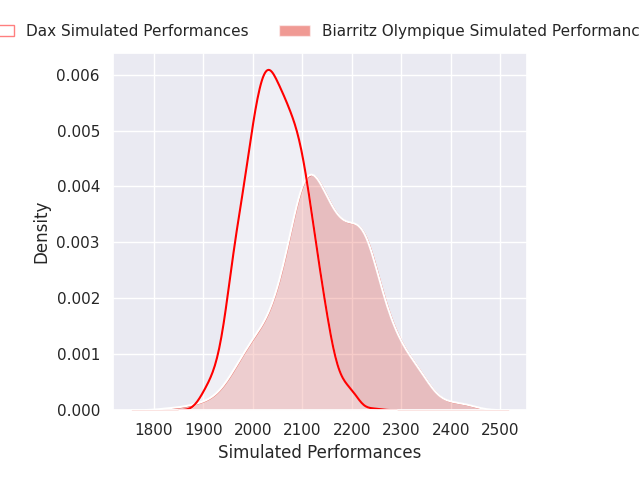 Dax Simulated Performances
Biarritz Olympique Simulated Performanc
0.006
0.005
0.004
0.003
0.002
0.001
0.000
Density
1800 1900 2000 2100 2200 2300 2400 2500
Simulated Performances